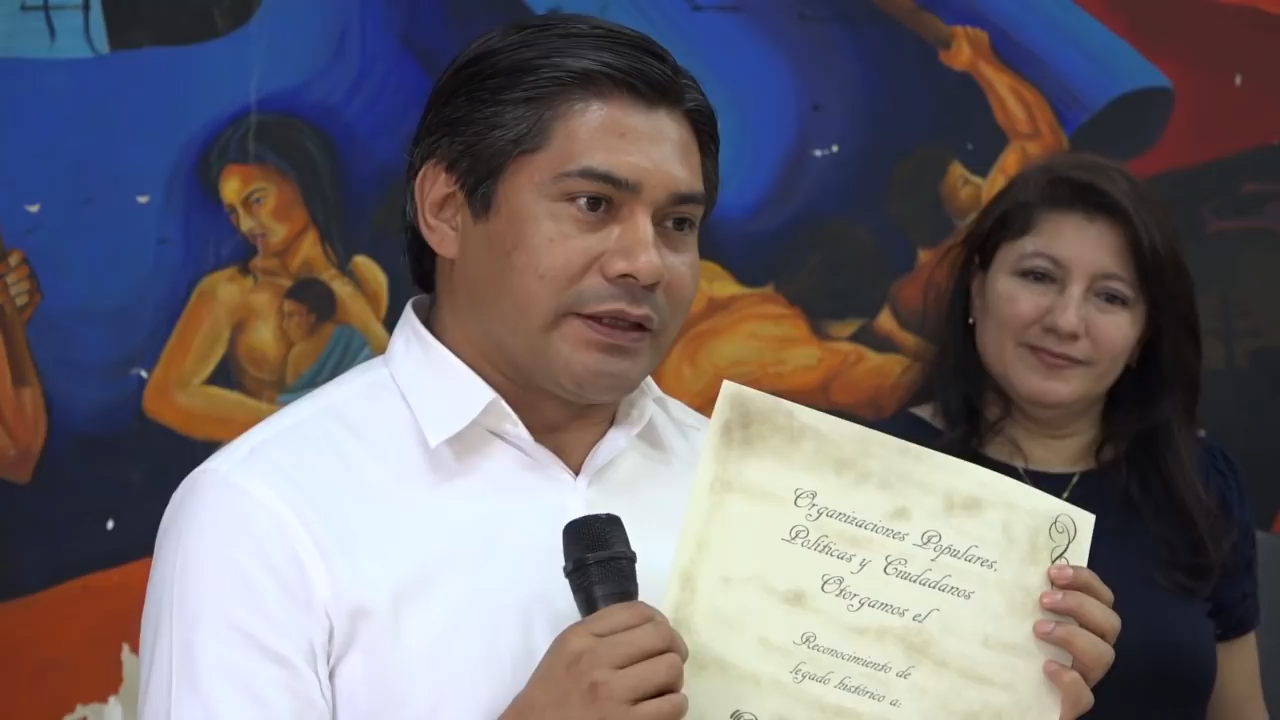 Organizaciones Populares,
Políticas y Ciudadanos
Otorgamos el
Reconocimiento de
legado histórico a: